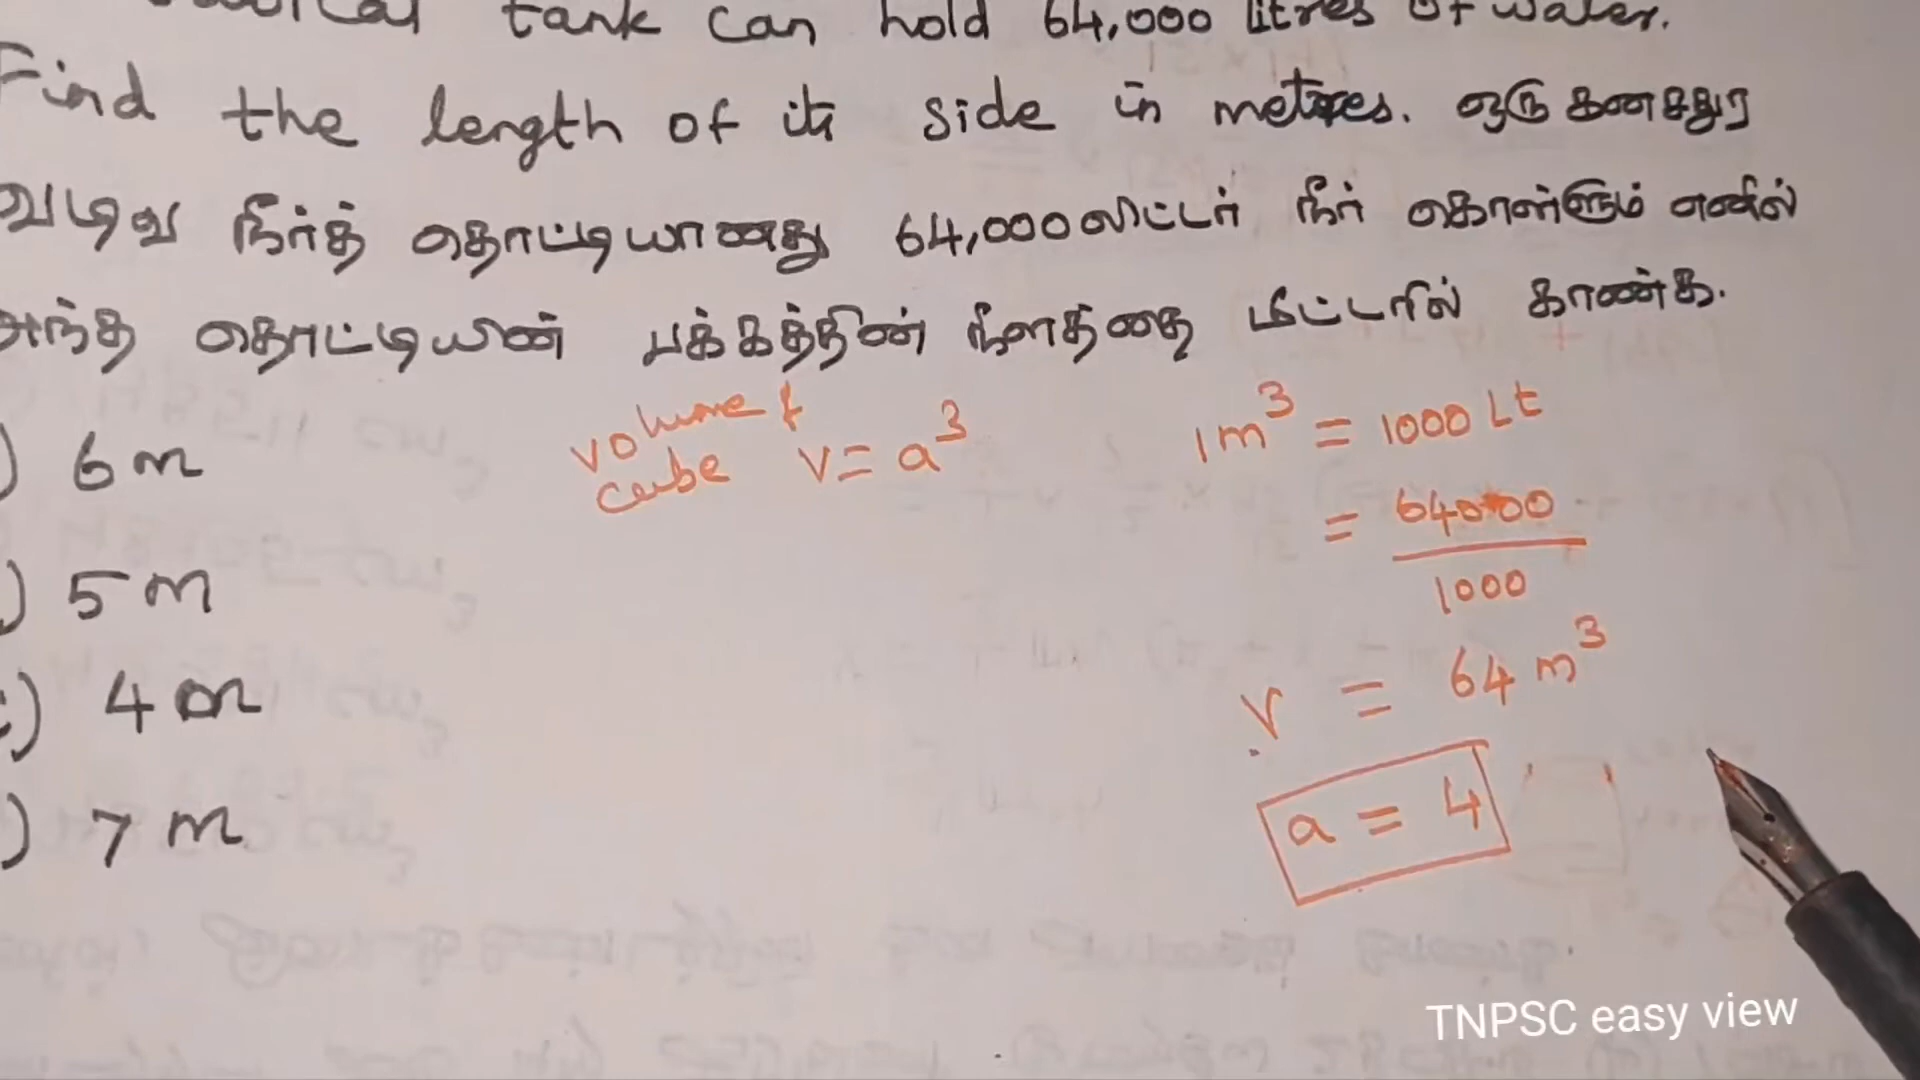 tank can hold 64,000 litres of water.
Find the length of its side in metres. ஒரு கனசதுர
வடிவ நீர்த் தொட்டியானது 64,000 லிட்டர் நீர் கொள்ளும் எனில்
அந்த தொட்டியின் பக்கத்தின் நீளத்தை மீட்டரில் காண்க.
) 6 m
volume of
cube V = a³
1m³ = 1000 Lt
= 64000
1000
) 5 m
V = 64 m³
c) 4 m
a = 4
) 7 m
TNPSC easy view